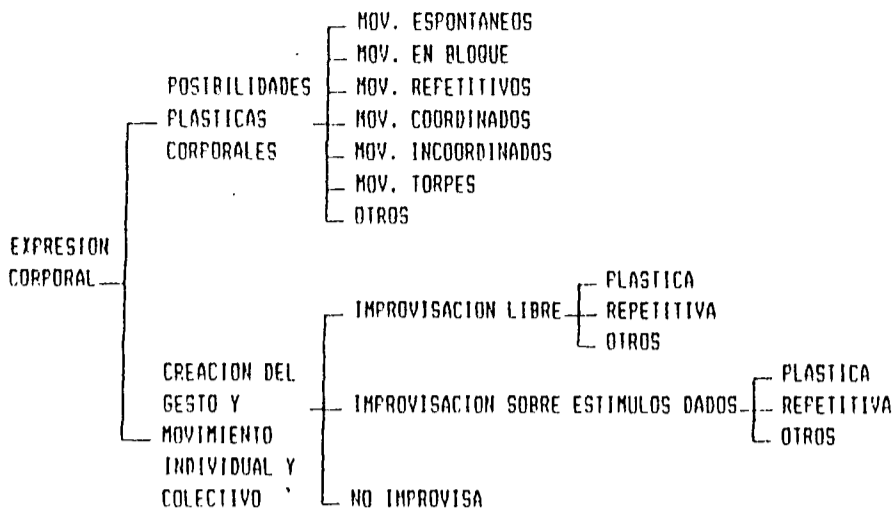 EXPRESION
CORPORAL
POSIBILIDADES
PLASTICAS
CORPORALES
MOV. ESPONTANEOS
MOV. EN BLOQUE
MOV. REPETITIVOS
MOV. COORDINADOS
MOV. INCOORDINADOS
MOV. TORPES
OTROS
CREACION DEL
GESTO Y
MOVIMIENTO
INDIVIDUAL Y
COLECTIVO
IMPROVISACION LIBRE
PLASTICA
REPETITIVA
OTROS
IMPROVISACION SOBRE ESTIMULOS DADOS
PLASTICA
REPETITIVA
OTROS
NO IMPROVISA